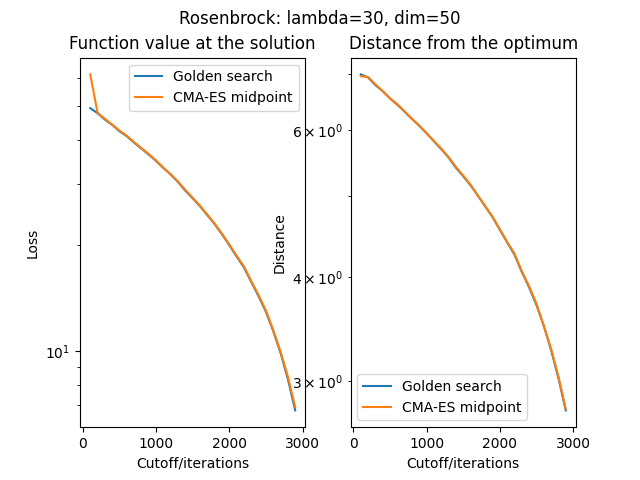 Rosenbrock: lambda=30, dim=50
Function value at the solution
Golden search
CMA-ES midpoint
Loss
10¹
0
1000
2000
3000
Cutoff/iterations
Distance from the optimum
Distance
6 × 10⁰
4 × 10⁰
3 × 10⁰
Golden search
CMA-ES midpoint
0
1000
2000
3000
Cutoff/iterations